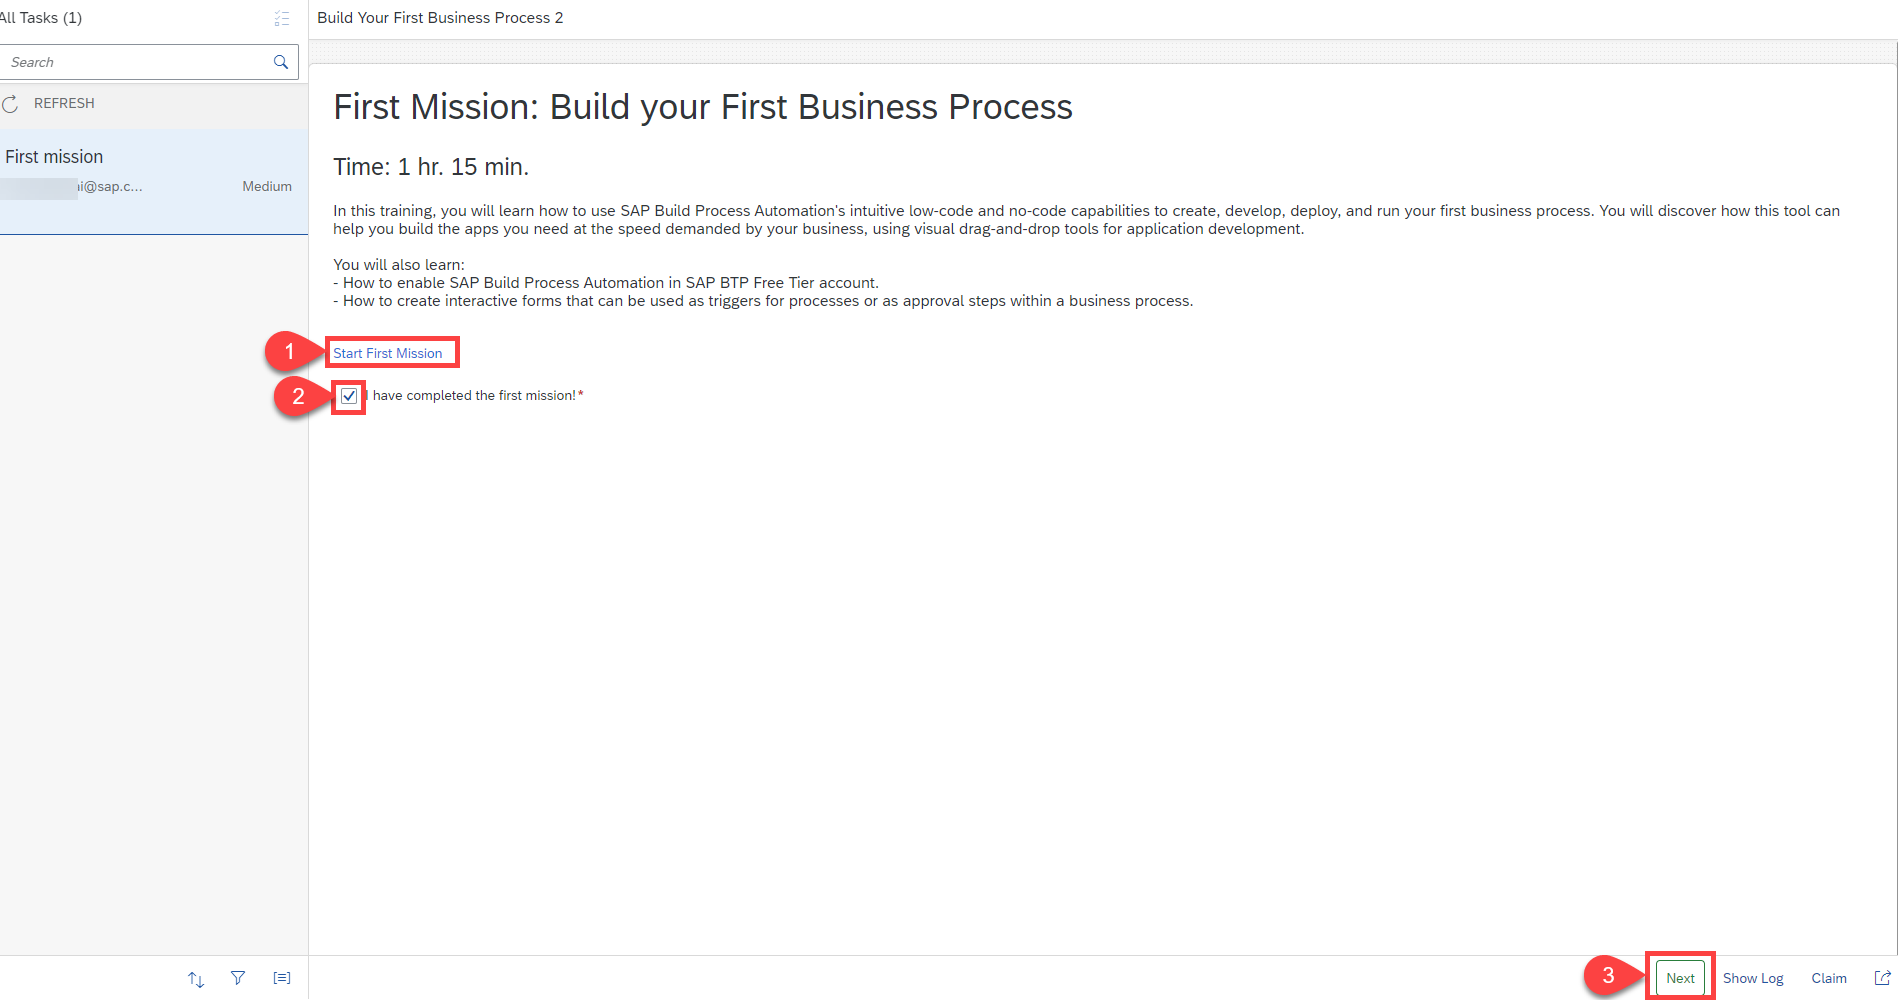 All Tasks (1)
Search
REFRESH
First mission
i@sap.c...
Medium
Build Your First Business Process 2
First Mission: Build your First Business Process
Time: 1 hr. 15 min.
In this training, you will learn how to use SAP Build Process Automation's intuitive low-code and no-code capabilities to create, develop, deploy, and run your first business process. You will discover how this tool can
help you build the apps you need at the speed demanded by your business, using visual drag-and-drop tools for application development.
You will also learn:
- How to enable SAP Build Process Automation in SAP BTP Free Tier account.
- How to create interactive forms that can be used as triggers for processes or as approval steps within a business process.
1 Start First Mission
2 I have completed the first mission!*
3 Next Show Log Claim